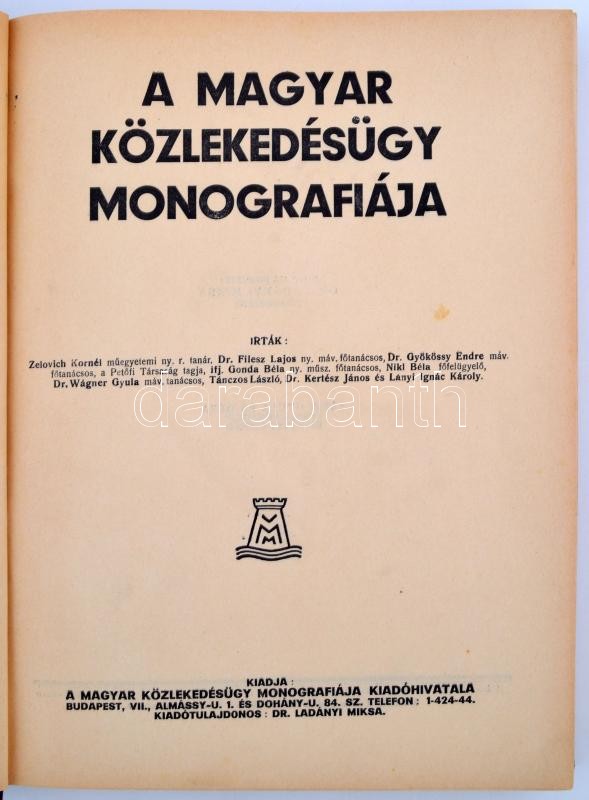 A MAGYAR
KÖZLEKEDÉSÜGY
MONOGRAFIÁJA
IRTÁK :
Zelovich Kornél műegyetemi ny. r. tanár, Dr. Filesz Lajos ny. máv. főtanácsos, Dr. Gyökössy Endre máv.
főtanácsos, a Petőfi Társaság tagja, ifj. Gonda Béla ny. műsz. főtanácsos, Nikl Béla főfelügyelő,
Dr. Wágner Gyula máv. tanácsos, Tánczos László, Dr. Kertész János és Lányi Ignác Károly.
darabanth
VMM
KIADJA :
A MAGYAR KÖZLEKEDÉSÜGY MONOGRAFIÁJA KIADÓHIVATALA
BUDAPEST, VII., ALMÁSSY-U. 1. ÉS DOHÁNY-U. 84. SZ. TELEFON : 1-424-44.
KIADÓTULAJDONOS : DR. LADÁNYI MIKSA.